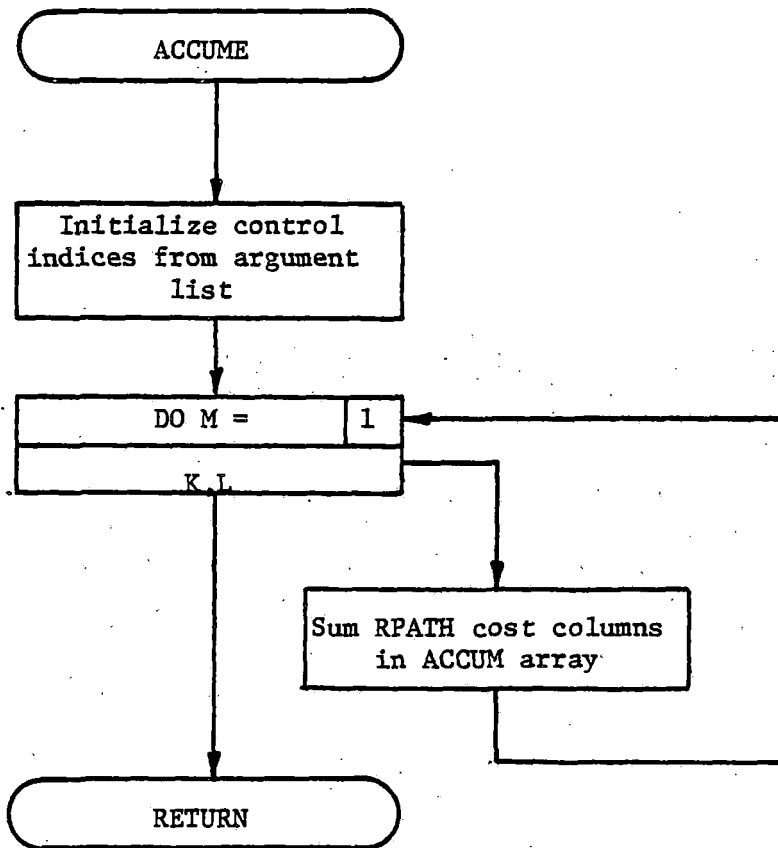 ACCUME
Initialize control
indices from argument
list
DO M =
1
K,L
Sum RPATH cost columns
in ACCUM array
RETURN